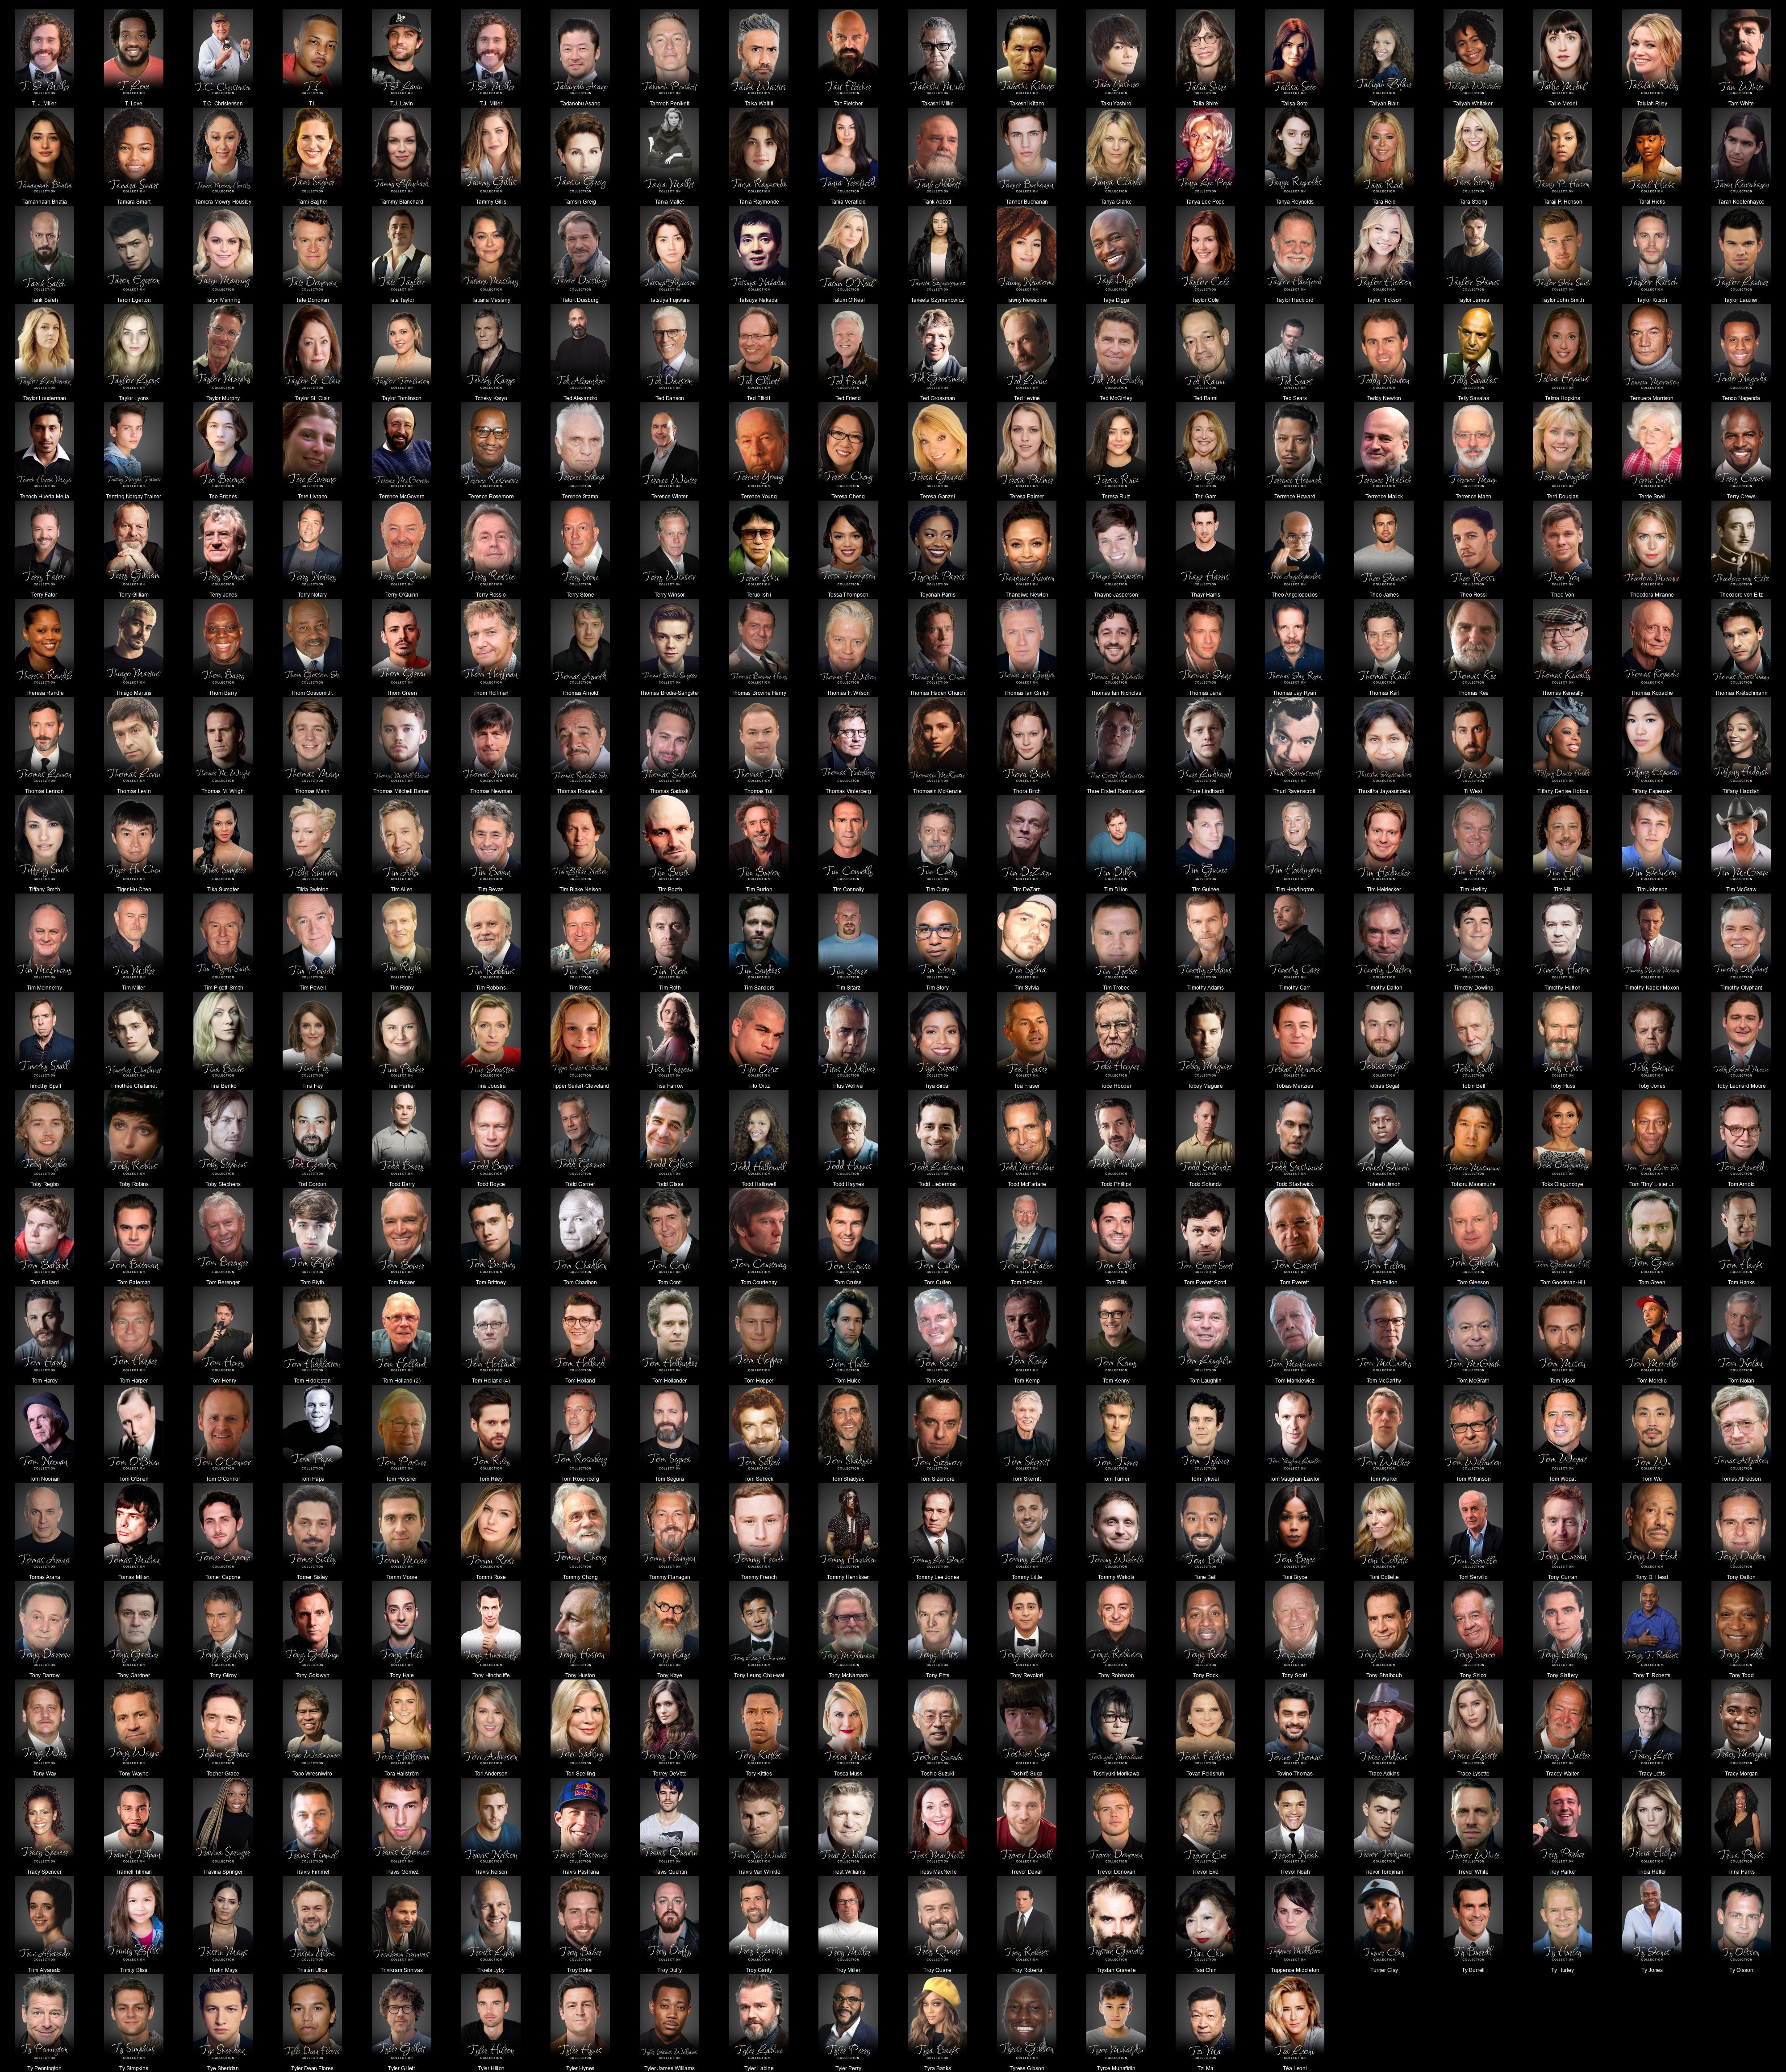 T. J. Miller T. Love T.C. Christensen T.I. T.J. Lavin T.J. Miller Tadanobu Asano Tahmoh Penikett Taika Waititi Tait Fletcher Takashi Miike Takeshi Kitano Taku Yashiro Talia Shire Talisa Soto Taliyah Blair Taliyah Whitaker Tallie Medel Talulah Riley Tam White
Tamannaah Bhatia Tamara Smart Tamera Mowry-Housley Tami Sagher Tammy Blanchard Tammy Gillis Tamsin Greig Tania Mallet Tania Raymonde Tania Verafield Tank Abbott Tanner Buchanan Tanya Clarke Tanya Lee Pope Tanya Reynolds Tara Reid Tara Strong Taraji P. Henson Taral Hicks Taran Kootenhayoo
Tarik Saleh Taron Egerton Taryn Manning Tate Donovan Tate Taylor Tatiana Maslany Tatort Duisburg Tatsuya Fujiwara Tatsuya Nakadai Tatum O'Neal Taveeta Szymanowicz Tawny Newsome Taye Diggs Taylor Cole Taylor Hackford Taylor Hickson Taylor James Taylor John Smith Taylor Kitsch Taylor Lautner
Taylor Louderman Taylor Lyons Taylor Murphy Taylor St. Clair Taylor Tomlinson Tchéky Karyo Ted Alexandro Ted Danson Ted Elliott Ted Friend Ted Grossman Ted Levine Ted McGinley Ted Raimi Ted Sears Teddy Newton Telly Savalas Telma Hopkins Temuera Morrison Tendo Nagenda
Tenoch Huerta Mejía Tenzing Norgay Trainor Teo Briones Tere Livrano Terence McGovern Terence Rosemore Terence Stamp Terence Winter Terence Young Teresa Cheng Teresa Ganzel Teresa Palmer Teresa Ruiz Teri Garr Terrence Howard Terrence Malick Terrence Mann Terri Douglas Terrie Snell Terry Crews
Terry Fator Terry Gilliam Terry Jones Terry Notary Terry O'Quinn Terry Rossio Terry Stone Terry Winsor Teruo Ishii Tessa Thompson Teyonah Parris Thandiwe Newton Thayne Jasperson Thayr Harris Theo Angelopoulos Theo James Theo Rossi Theo Von Theodora Miranne Theodore von Eltz
Theresa Randle Thiago Martins Thom Barry Thom Gossom Jr. Thom Green Thom Hoffman Thomas Arnold Thomas Brodie-Sangster Thomas Browne Henry Thomas F. Wilson Thomas Haden Church Thomas Ian Griffith Thomas Ian Nicholas Thomas Jane Thomas Jay Ryan Thomas Kail Thomas Kee Thomas Keneally Thomas Kopache Thomas Kretschmann
Thomas Lennon Thomas Levin Thomas M. Wright Thomas Mann Thomas Mitchell Barnet Thomas Newman Thomas Rosales Jr. Thomas Sadoski Thomas Tull Thomas Vinterberg Thomasin McKenzie Thora Birch Thue Ersted Rasmussen Thure Lindhardt Thurl Ravenscroft Thusitha Jayasundera Ti West Tiffany Denise Hobbs Tiffany Espensen Tiffany Haddish
Tiffany Smith Tiger Hu Chen Tika Sumpter Tilda Swinton Tim Allen Tim Bevan Tim Blake Nelson Tim Booth Tim Burton Tim Connolly Tim Curry Tim DeZarn Tim Dillon Tim Guinee Tim Headington Tim Heidecker Tim Herlihy Tim Hill Tim Johnson Tim McGraw
Tim McInnerny Tim Miller Tim Pigott-Smith Tim Powell Tim Rigby Tim Robbins Tim Rose Tim Roth Tim Sanders Tim Sitarz Tim Story Tim Sylvia Tim Trobec Timothy Adams Timothy Carr Timothy Dalton Timothy Dowling Timothy Hutton Timothy Naper Moxon Timothy Olyphant
Timothy Spall Timothée Chalamet Tina Benko Tina Fey Tina Parker Tine Joustra Tipper Seifert-Cleveland Tisa Farrow Tito Ortiz Titus Welliver Tiya Sircar Toa Fraser Tobe Hooper Tobey Maguire Tobias Menzies Tobias Segal Tobin Bell Toby Huss Toby Jones Toby Leonard Moore
Toby Regbo Toby Robins Toby Stephens Tod Gordon Todd Barry Todd Boyce Todd Garner Todd Glass Todd Hallowell Todd Haynes Todd Lieberman Todd McFarlane Todd Phillips Todd Solondz Todd Stashwick Toheeb Jimoh Tohoru Masamune Toks Olagundoye Tom "Tiny" Lister Jr. Tom Arnold
Tom Ballard Tom Bateman Tom Berenger Tom Blyth Tom Bower Tom Brittney Tom Chadbon Tom Conti Tom Courtenay Tom Cruise Tom Cullen Tom DeFalco Tom Ellis Tom Everett Scott Tom Everett Tom Felton Tom Gleeson Tom Goodman-Hill Tom Green Tom Hanks
Tom Hardy Tom Harper Tom Henry Tom Hiddleston Tom Holland (2) Tom Holland (4) Tom Holland Tom Hollander Tom Hopper Tom Hulce Tom Kane Tom Kemp Tom Kenny Tom Laughlin Tom Mankiewicz Tom McCarthy Tom McGrath Tom Mison Tom Morello Tom Nolan
Tom Noonan Tom O'Brien Tom O'Connor Tom Papa Tom Pevsner Tom Riley Tom Rosenberg Tom Segura Tom Selleck Tom Shadyac Tom Sizemore Tom Skerritt Tom Turner Tom Tykwer Tom Vaughan-Lawlor Tom Walker Tom Wilkinson Tom Wopat Tom Wu Tomas Alfredson
Tomas Arana Tomas Milian Tomer Capone Tomer Sisley Tomm Moore Tommi Rose Tommy Chong Tommy Flanagan Tommy French Tommy Henriksen Tommy Lee Jones Tommy Little Tommy Wirkola Tone Bell Toni Bryce Toni Collette Toni Servillo Tony Curran Tony D. Head Tony Dalton
Tony Darrow Tony Gardner Tony Gilroy Tony Goldwyn Tony Hale Tony Hinchcliffe Tony Huston Tony Kaye Tony Leung Chiu-wai Tony McNamara Tony Pitts Tony Revolori Tony Robinson Tony Rock Tony Scott Tony Shalhoub Tony Sirico Tony Slattery Tony T. Roberts Tony Todd
Tony Way Tony Wayne Topher Grace Topo Wresniwiro Tora Hallström Tori Anderson Tori Spelling Torrey DeVitto Tory Kittles Tosca Musk Toshio Suzuki Toshirô Suga Toshiyuki Morikawa Tovah Feldshuh Tovino Thomas Trace Adkins Trace Lysette Tracey Walter Tracy Letts Tracy Morgan
Tracy Spencer Tramell Tillman Travina Springer Travis Fimmel Travis Gomez Travis Nelson Travis Pastrana Travis Quentin Travis Van Winkle Treat Williams Tress MacNeille Trevor Devall Trevor Donovan Trevor Eve Trevor Noah Trevor Tordjman Trevor White Trey Parker Tricia Helfer Trina Parks
Trini Alvarado Trinity Bliss Tristin Mays Tristán Ulloa Trivikram Srinivas Troels Lyby Troy Baker Troy Duffy Troy Garity Troy Miller Troy Quane Troy Roberts Trystan Gravelle Tsai Chin Tuppence Middleton Turner Clay Ty Burrell Ty Hurley Ty Jones Ty Olsson
Ty Pennington Ty Simpkins Tye Sheridan Tyler Dean Flores Tyler Gillett Tyler Hilton Tyler Hynes Tyler James Williams Tyler Labine Tyler Perry Tyra Banks Tyrese Gibson Tyroe Muhafidin Tzi Ma Téa Leoni